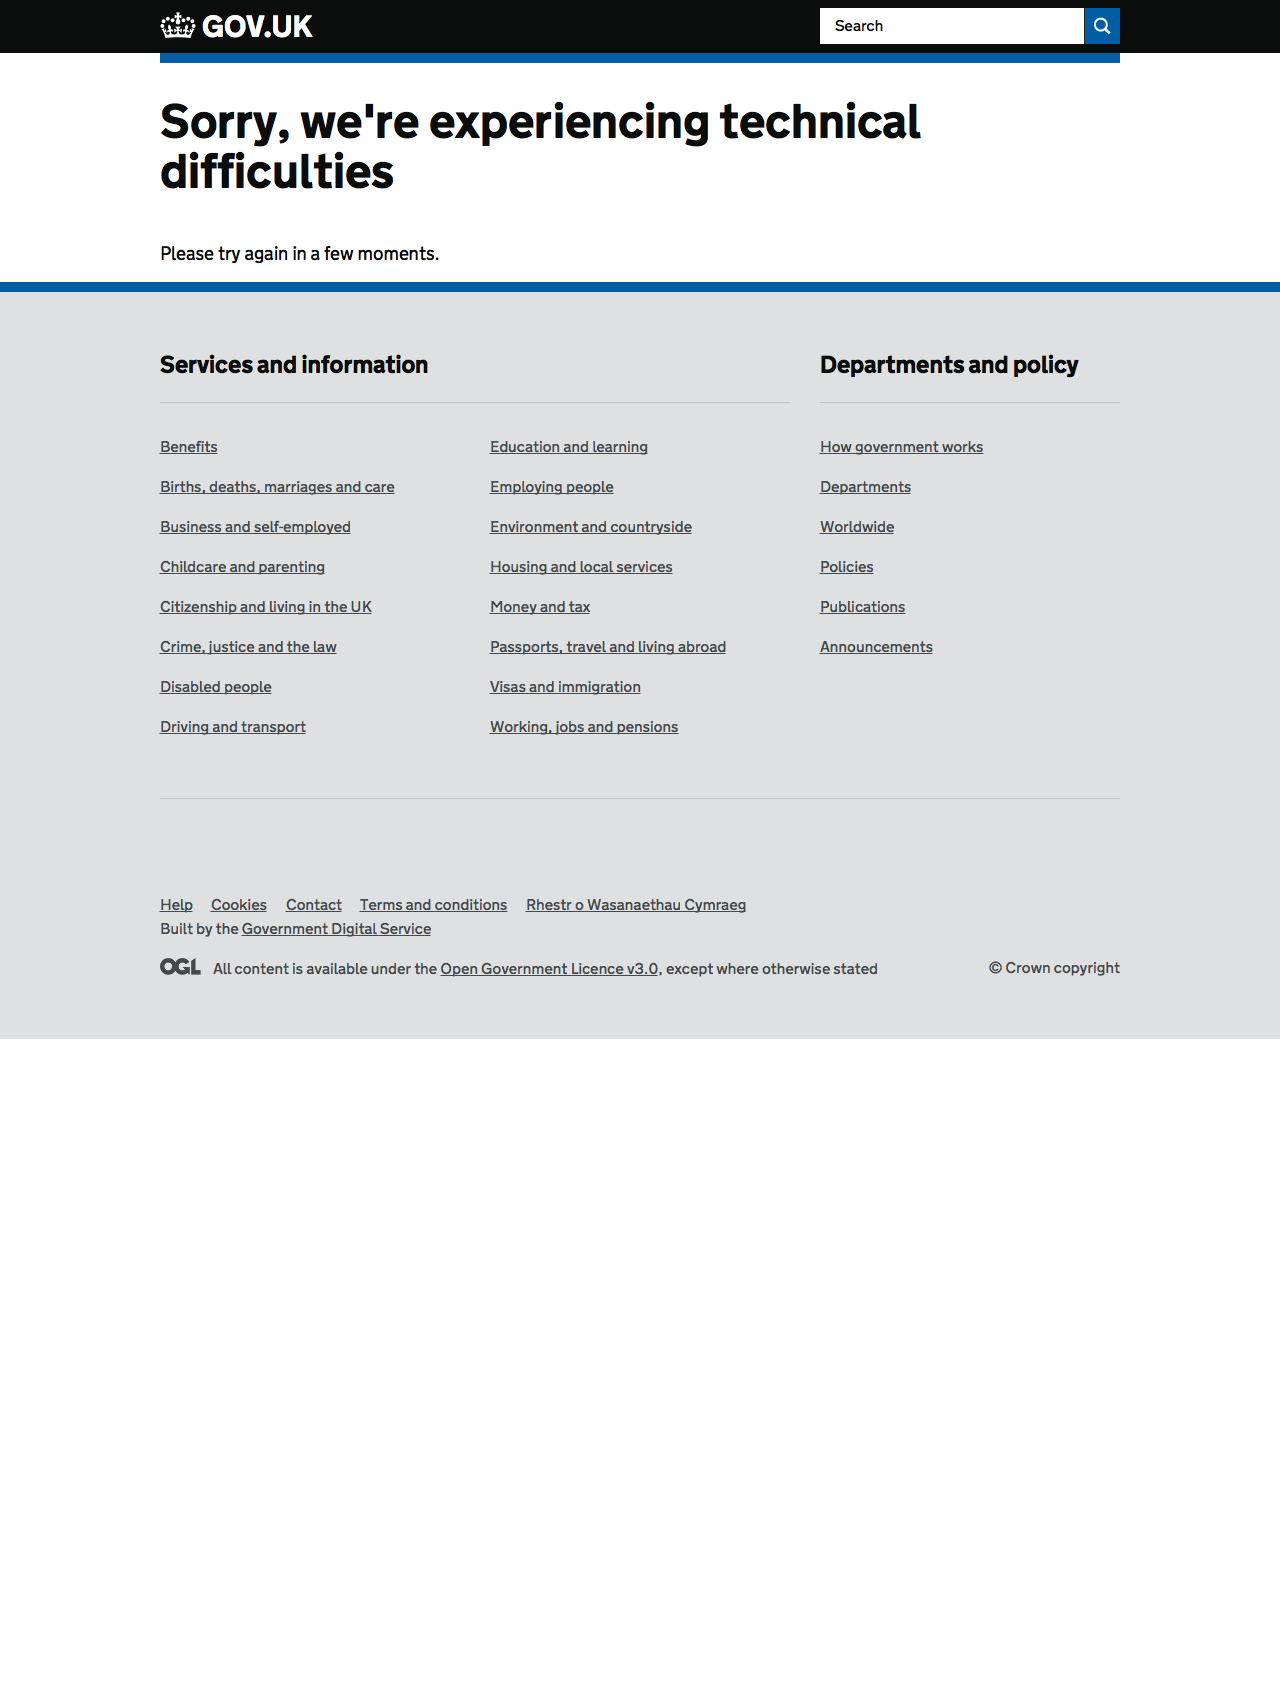 GOV.UK
Search
Sorry, we're experiencing technical
difficulties
Please try again in a few moments.
Services and information
Benefits
Births, deaths, marriages and care
Business and self-employed
Childcare and parenting
Citizenship and living in the UK
Crime, justice and the law
Disabled people
Driving and transport
Education and learning
Employing people
Environment and countryside
Housing and local services
Money and tax
Passports, travel and living abroad
Visas and immigration
Working, jobs and pensions
Departments and policy
How government works
Departments
Worldwide
Policies
Publications
Announcements
Help Cookies Contact Terms and conditions Rhestr o Wasanaethau Cymraeg
Built by the Government Digital Service
OGL All content is available under the Open Government Licence v3.0, except where otherwise stated
© Crown copyright